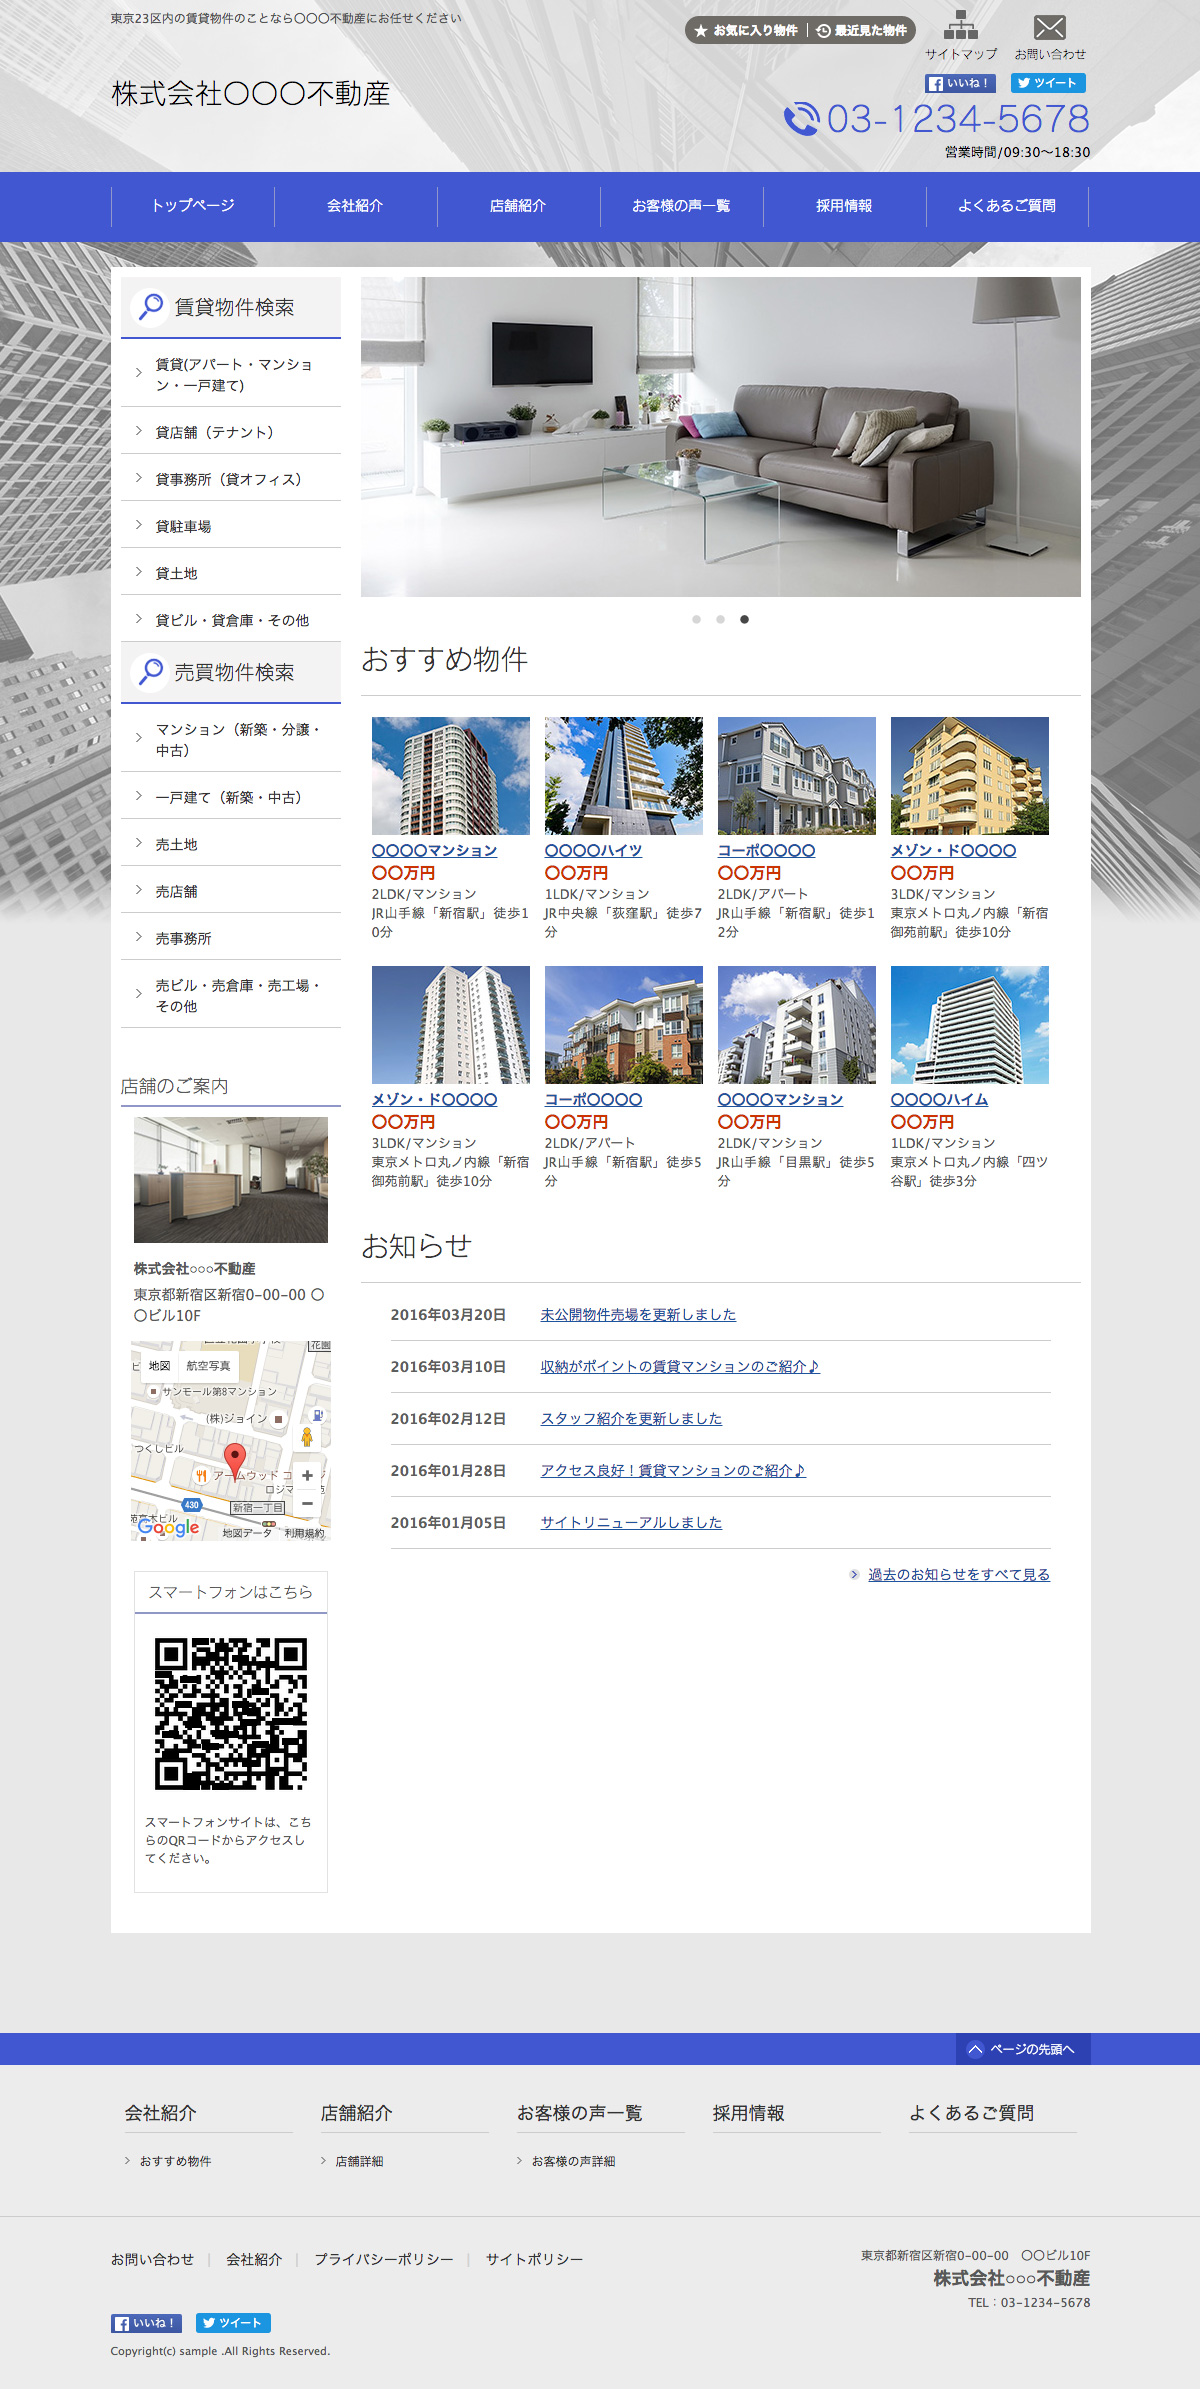 東京23区内の賃貸物件のことなら〇〇〇不動産にお任せください
お気に入り物件
最近見た物件
サイトマップ
お問い合わせ
株式会社〇〇〇不動産
いいね！
ツイート
03-1234-5678
営業時間/09:30〜18:30
トップページ
会社紹介
店舗紹介
お客様の声一覧
採用情報
よくあるご質問
賃貸物件検索
賃貸(アパート・マンショ
ン・一戸建て)
貸店舗（テナント）
貸事務所（貸オフィス）
貸駐車場
貸土地
貸ビル・貸倉庫・その他
売買物件検索
マンション（新築・分譲・
中古）
一戸建て（新築・中古）
売土地
売店舗
売事務所
売ビル・売倉庫・売工場・
その他
店舗のご案内
株式会社○○○不動産
東京都新宿区新宿0-00-00 〇
〇ビル10F
花園
地図
航空写真
サンモール第8マンション
(株)ジョイン
つくしビル
アームウッド コ
ロジマ
430
新宿一丁目
Google
地図データ
利用規約
スマートフォンはこちら
スマートフォンサイトは、こち
らのQRコードからアクセスし
てください。
おすすめ物件
〇〇〇〇マンション
〇〇万円
2LDK/マンション
JR山手線「新宿駅」徒歩1
0分
〇〇〇〇ハイツ
〇〇万円
1LDK/マンション
JR中央線「荻窪駅」徒歩7
分
コーポ〇〇〇〇
〇〇万円
2LDK/アパート
JR山手線「新宿駅」徒歩1
2分
メゾン・ド〇〇〇〇
〇〇万円
3LDK/マンション
東京メトロ丸ノ内線「新宿
御苑前駅」徒歩10分
メゾン・ド〇〇〇〇
〇〇万円
3LDK/マンション
東京メトロ丸ノ内線「新宿
御苑前駅」徒歩10分
コーポ〇〇〇〇
〇〇万円
2LDK/アパート
JR山手線「新宿駅」徒歩5
分
〇〇〇〇マンション
〇〇万円
2LDK/マンション
JR山手線「目黒駅」徒歩5
分
〇〇〇〇ハイム
〇〇万円
1LDK/マンション
東京メトロ丸ノ内線「四ツ
谷駅」徒歩3分
お知らせ
2016年03月20日 未公開物件売場を更新しました
2016年03月10日 収納がポイントの賃貸マンションのご紹介♪
2016年02月12日 スタッフ紹介を更新しました
2016年01月28日 アクセス良好！賃貸マンションのご紹介♪
2016年01月05日 サイトリニューアルしました
過去のお知らせをすべて見る
ページの先頭へ
会社紹介
おすすめ物件
店舗紹介
店舗詳細
お客様の声一覧
お客様の声詳細
採用情報
よくあるご質問
お問い合わせ ｜ 会社紹介 ｜ プライバシーポリシー ｜ サイトポリシー
東京都新宿区新宿0-00-00 〇〇ビル10F
株式会社○○○不動産
TEL：03-1234-5678
いいね！
ツイート
Copyright(c) sample .All Rights Reserved.